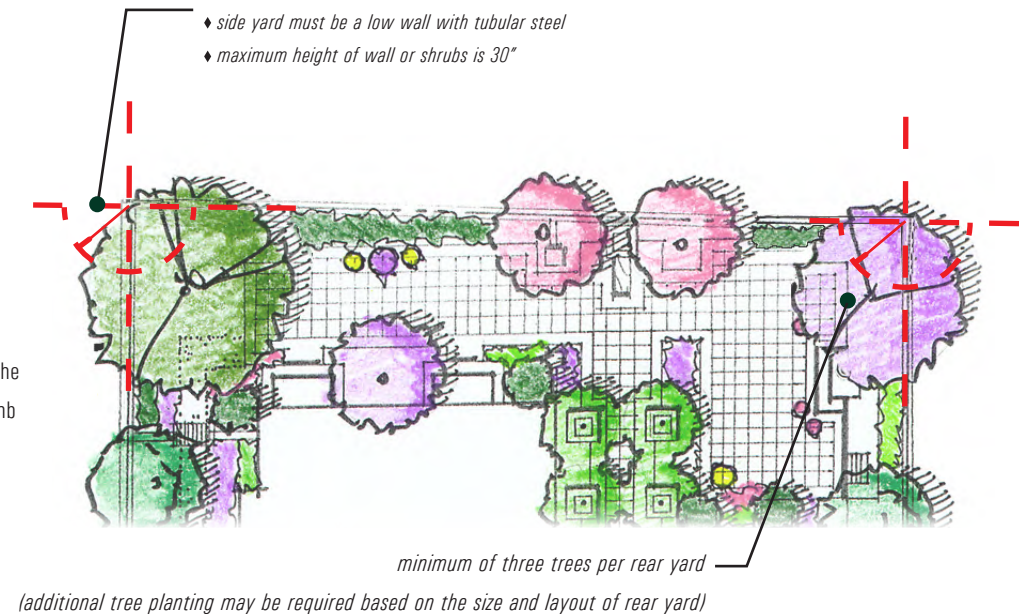 ♦ side yard must be a low wall with tubular steel
♦ maximum height of wall or shrubs is 30"
he
nb
minimum of three trees per rear yard
(additional tree planting may be required based on the size and layout of rear yard)